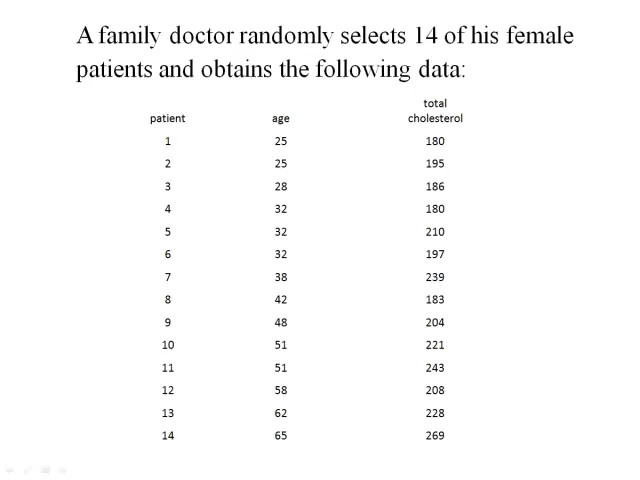 A family doctor randomly selects 14 of his female
patients and obtains the following data:
total
patient age cholesterol
1 25 180
2 25 195
3 28 186
4 32 180
5 32 210
6 32 197
7 38 239
8 42 183
9 48 204
10 51 221
11 51 243
12 58 208
13 62 228
14 65 269